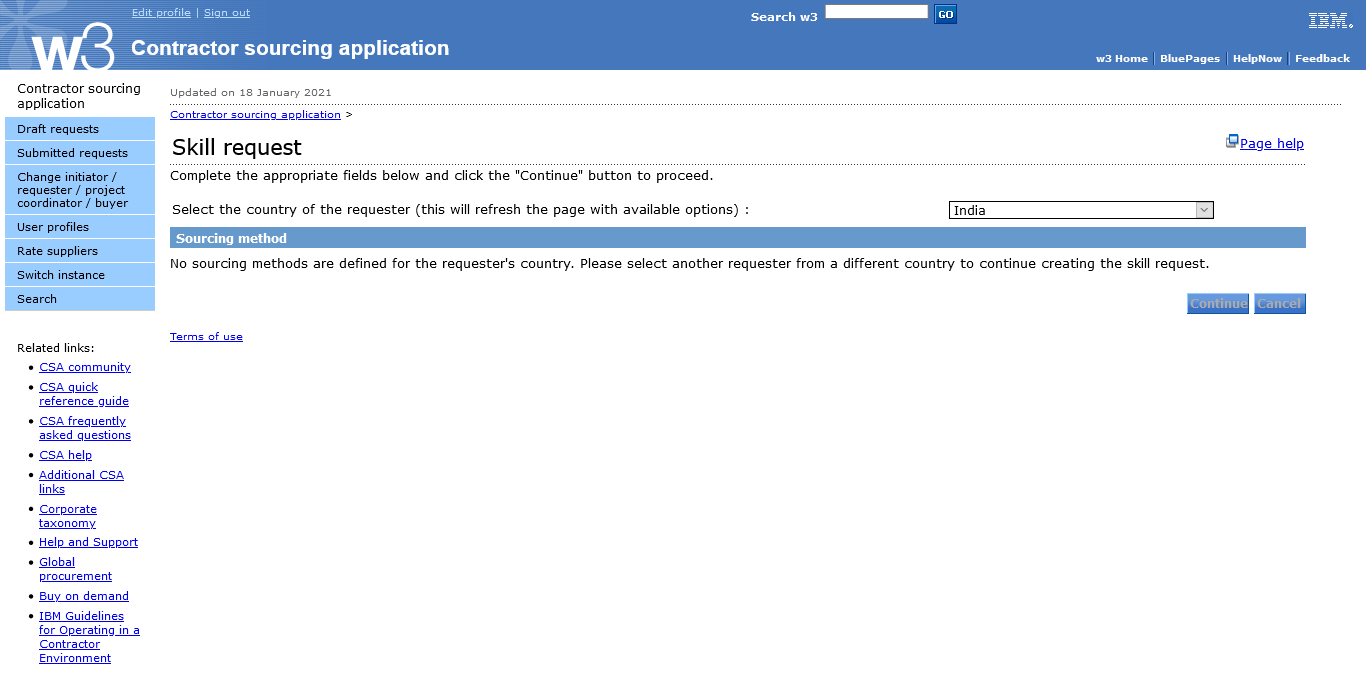 Edit profile | Sign out
Search w3
GO
IBM.
w3
Contractor sourcing application
w3 Home
BluePages
HelpNow
Feedback
Contractor sourcing
application
Draft requests
Submitted requests
Change initiator /
requester / project
coordinator / buyer
User profiles
Rate suppliers
Switch instance
Search
Related links:
CSA community
CSA quick
reference guide
CSA frequently
asked questions
CSA help
Additional CSA
links
Corporate
taxonomy
Help and Support
Global
procurement
Buy on demand
IBM Guidelines
for Operating in a
Contractor
Environment
Updated on 18 January 2021
Contractor sourcing application >
Skill request
Page help
Complete the appropriate fields below and click the "Continue" button to proceed.
Select the country of the requester (this will refresh the page with available options) :
India
Sourcing method
No sourcing methods are defined for the requester's country. Please select another requester from a different country to continue creating the skill request.
Continue
Cancel
Terms of use